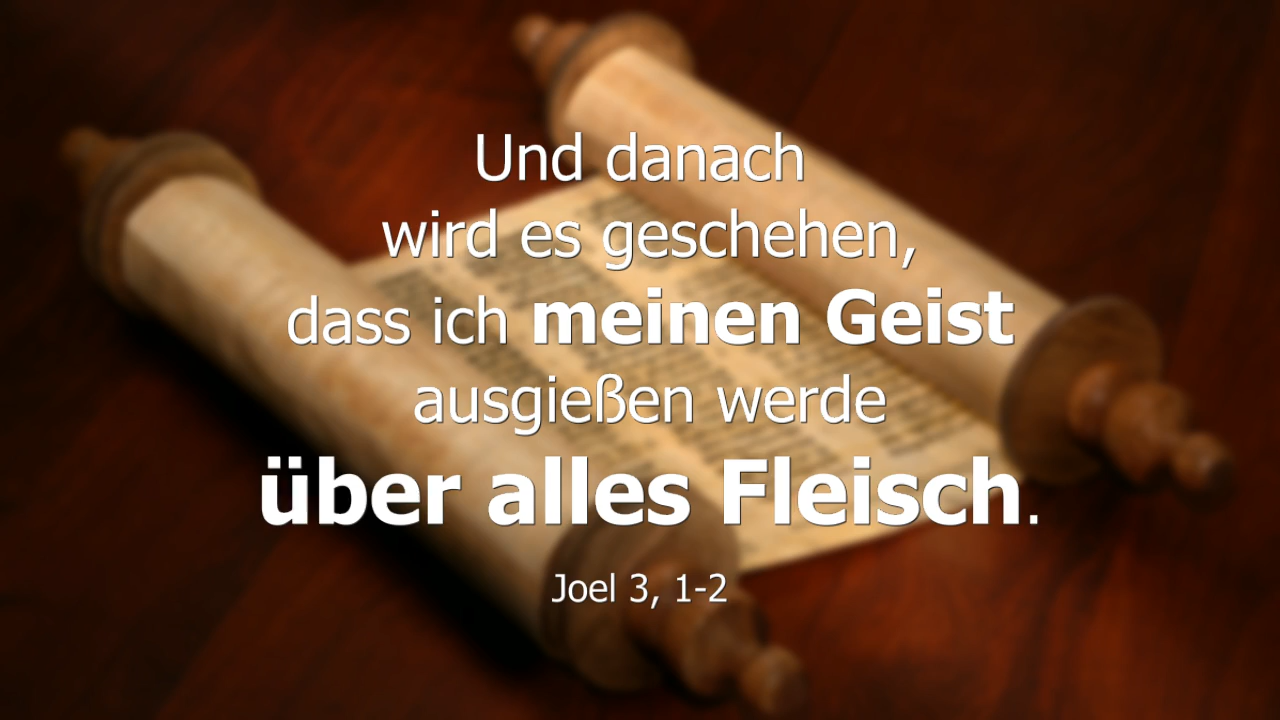 Und danach
wird es geschehen,
dass ich meinen Geist
ausgießen werde
über alles Fleisch.
Joel 3, 1-2